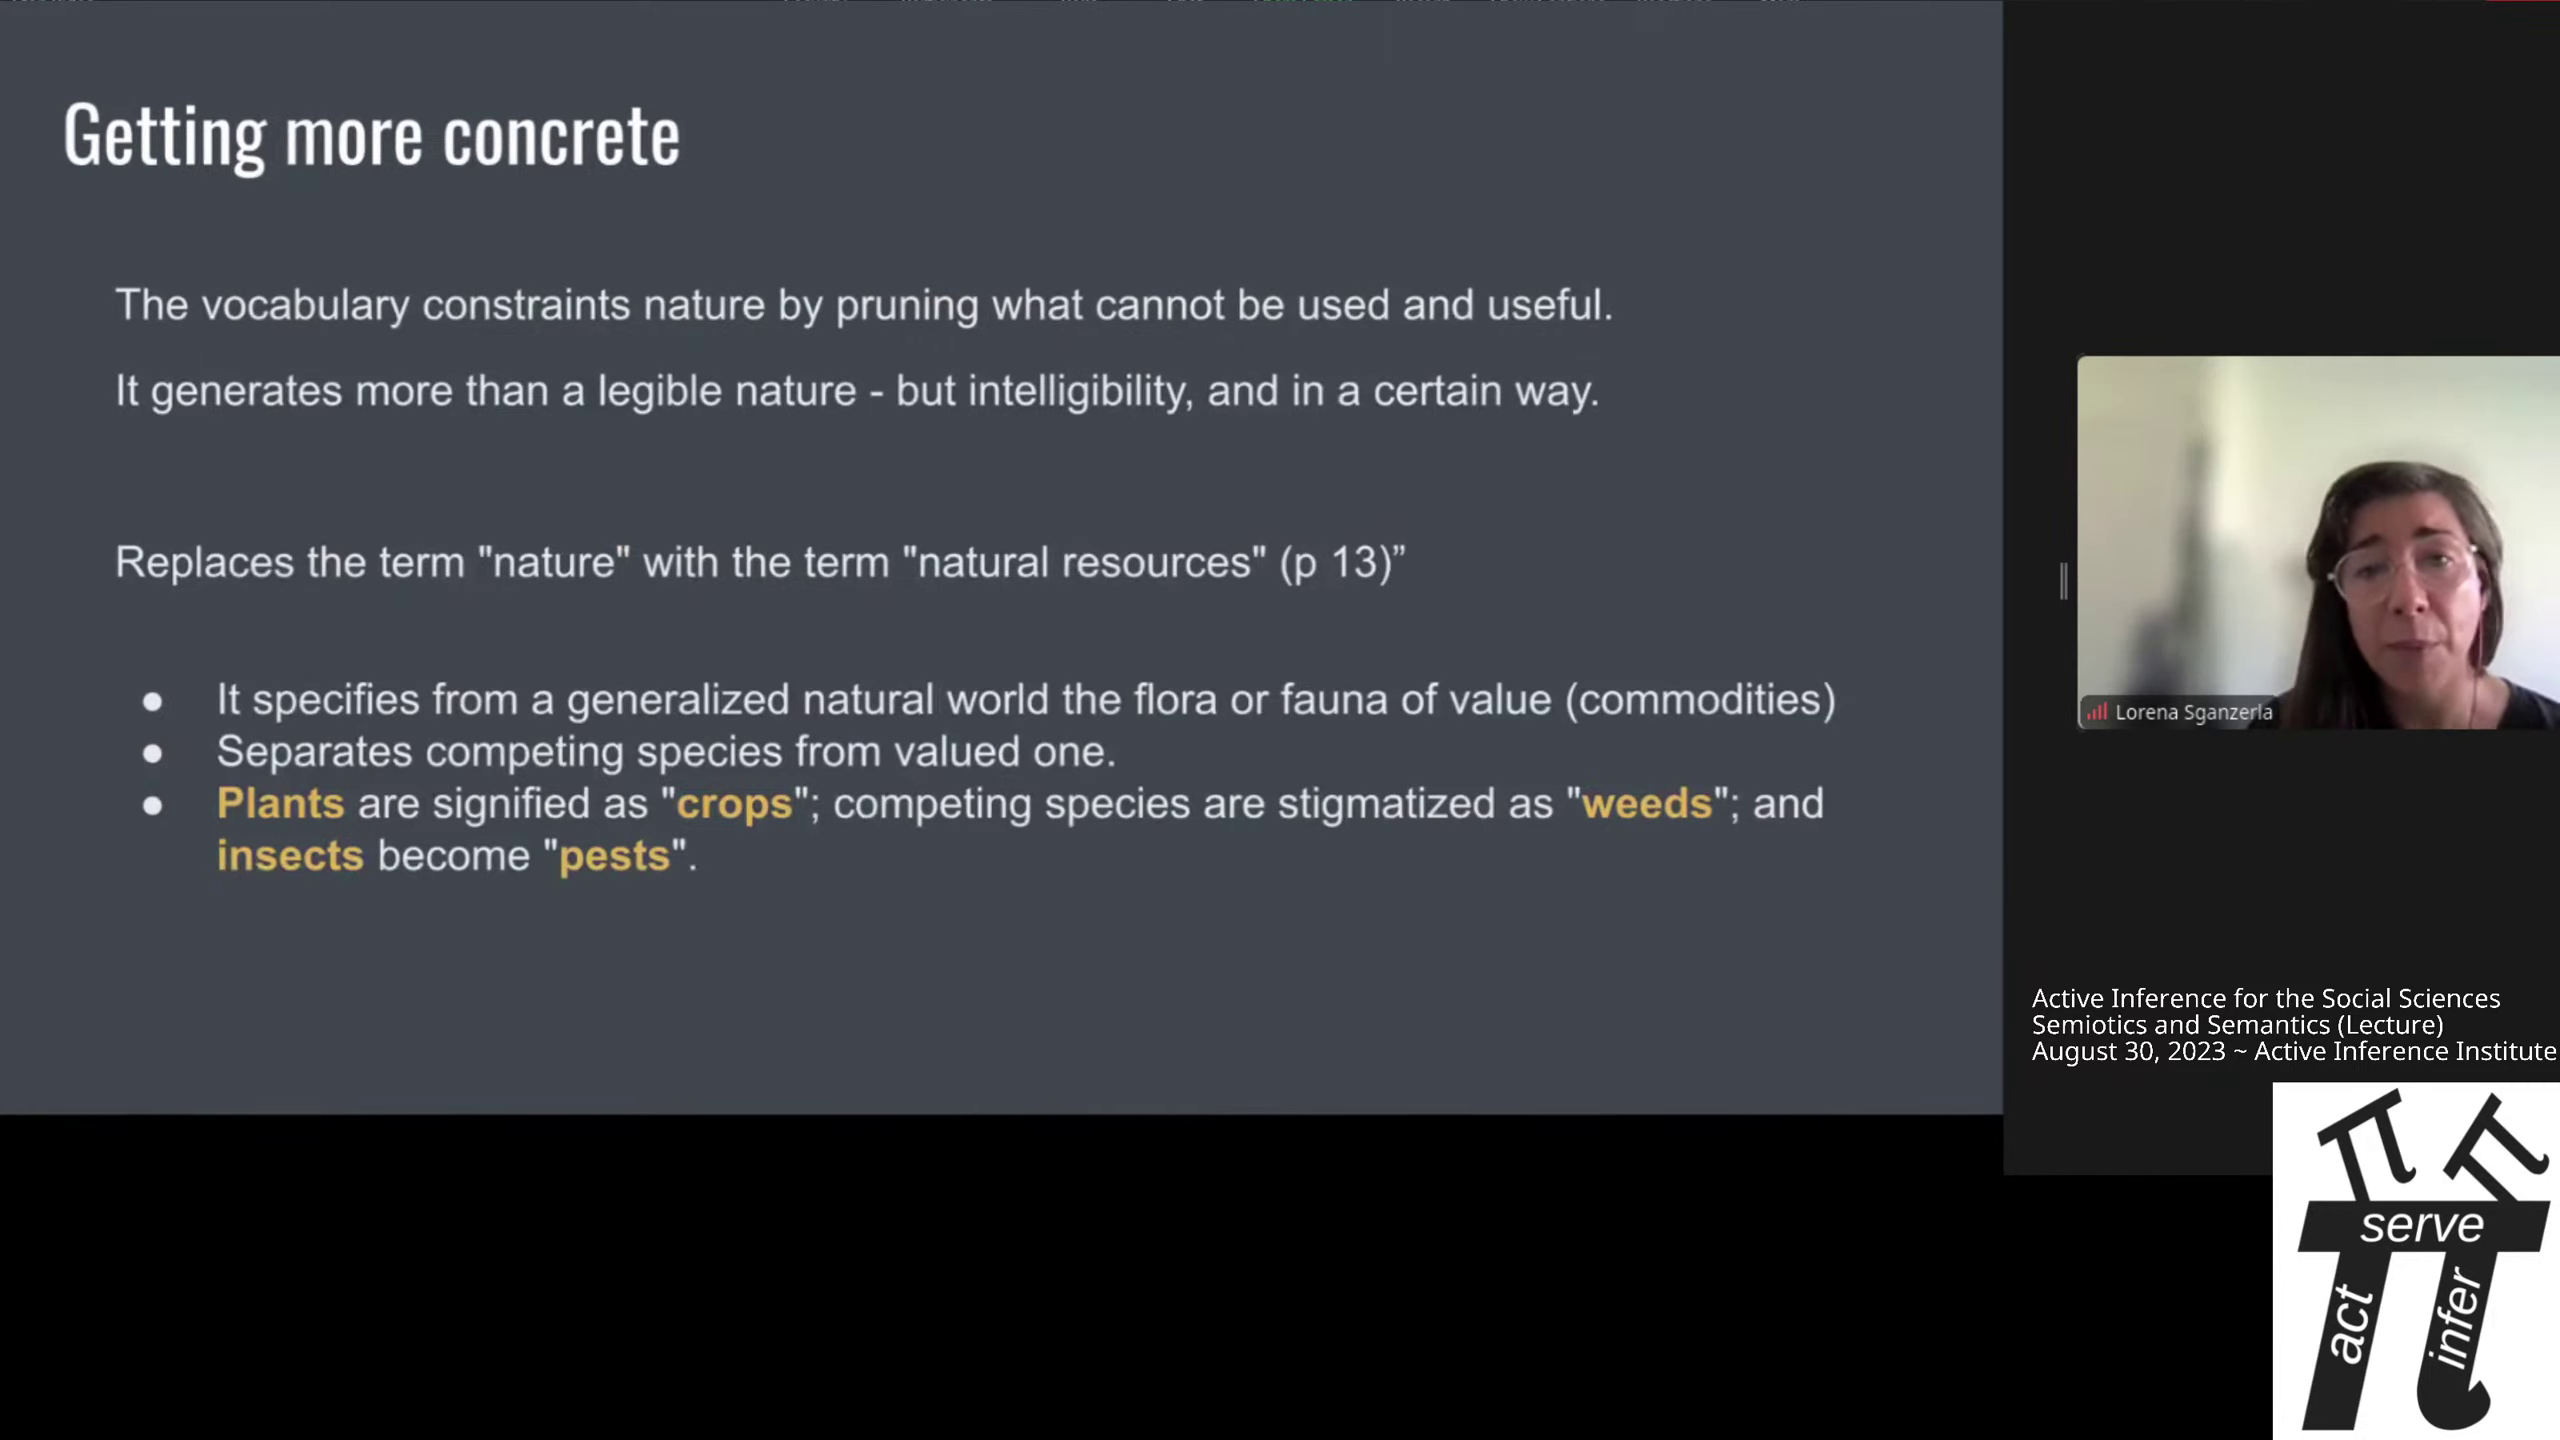 Getting more concrete
The vocabulary constraints nature by pruning what cannot be used and useful.
It generates more than a legible nature - but intelligibility, and in a certain way.
Replaces the term "nature" with the term "natural resources" (p 13)”
● It specifies from a generalized natural world the flora or fauna of value (commodities)
● Separates competing species from valued one.
● Plants are signified as "crops"; competing species are stigmatized as "weeds"; and
insects become "pests".
Lorena Sganzerla
Active Inference for the Social Sciences
Semiotics and Semantics (Lecture)
August 30, 2023 ~ Active Inference Institute
π π
serve
act
infer